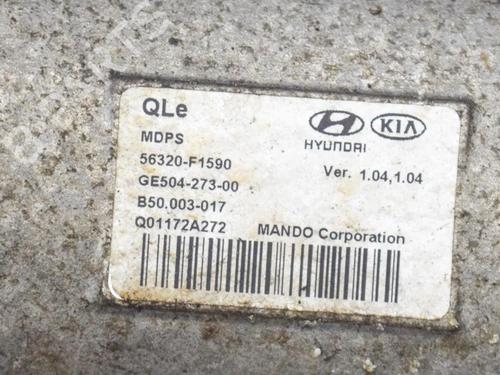 QLe
HYUNDAI KIA
MDPS
56320-F1590 Ver. 1.04,1.04
GE504-273-00
B50.003-017
Q01172A272 MANDO Corporation